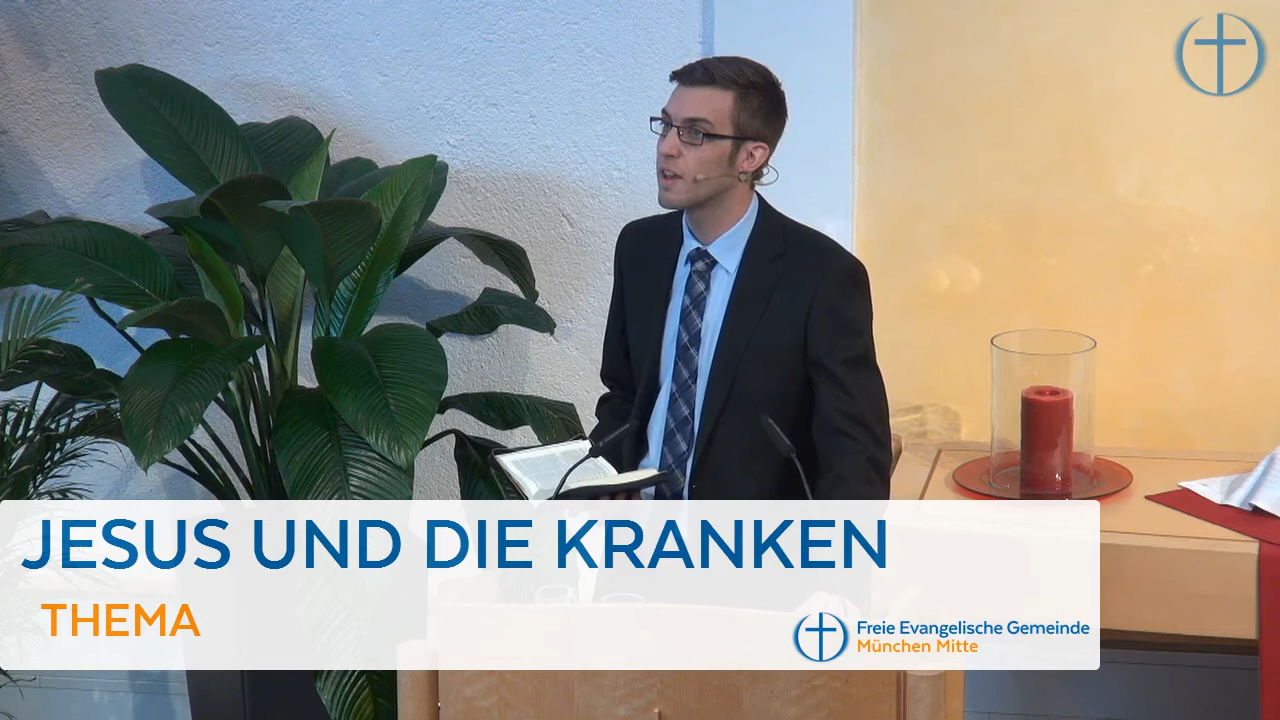 JESUS UND DIE KRANKEN
THEMA
Freie Evangelische Gemeinde
München Mitte